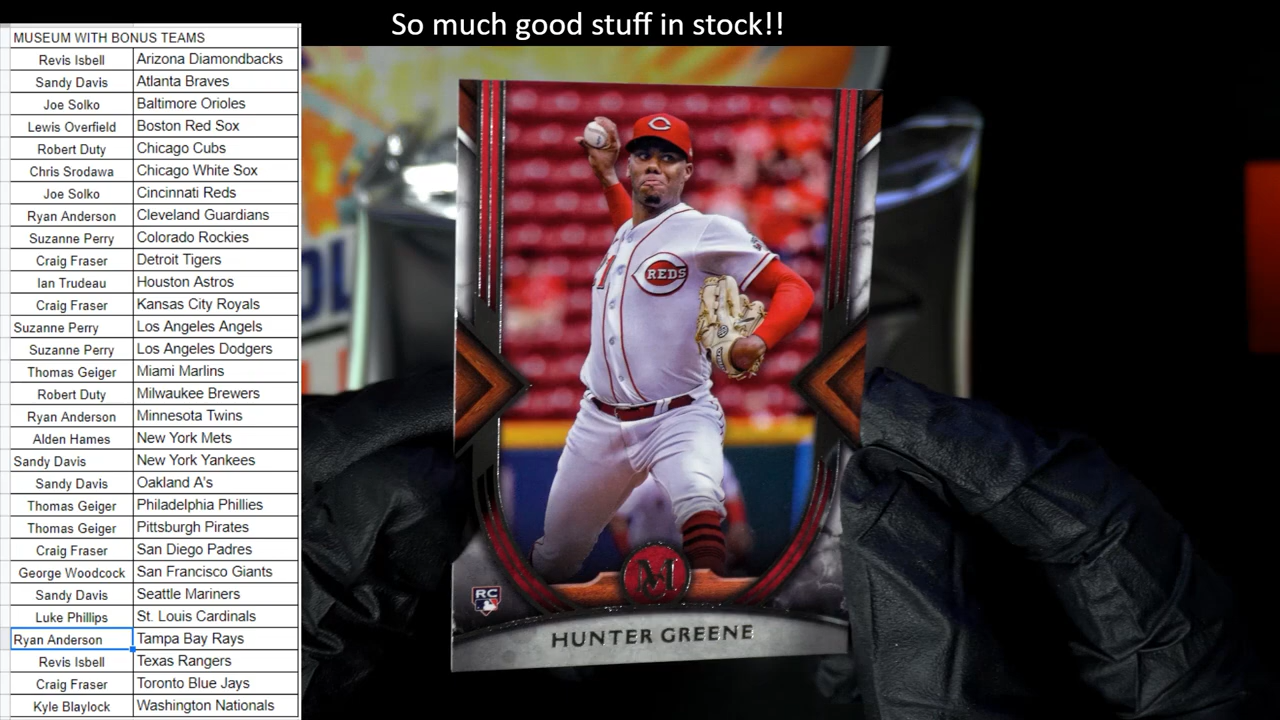 So much good stuff in stock!!
MUSEUM WITH BONUS TEAMS
Revis Isbell Arizona Diamondbacks
Sandy Davis Atlanta Braves
Joe Solko Baltimore Orioles
Lewis Overfield Boston Red Sox
Robert Duty Chicago Cubs
Chris Srodawa Chicago White Sox
Joe Solko Cincinnati Reds
Ryan Anderson Cleveland Guardians
Suzanne Perry Colorado Rockies
Craig Fraser Detroit Tigers
Ian Trudeau Houston Astros
Craig Fraser Kansas City Royals
Suzanne Perry Los Angeles Angels
Suzanne Perry Los Angeles Dodgers
Thomas Geiger Miami Marlins
Robert Duty Milwaukee Brewers
Ryan Anderson Minnesota Twins
Alden Hames New York Mets
Sandy Davis New York Yankees
Sandy Davis Oakland A's
Thomas Geiger Philadelphia Phillies
Thomas Geiger Pittsburgh Pirates
Craig Fraser San Diego Padres
George Woodcock San Francisco Giants
Sandy Davis Seattle Mariners
Luke Phillips St. Louis Cardinals
Ryan Anderson Tampa Bay Rays
Revis Isbell Texas Rangers
Craig Fraser Toronto Blue Jays
Kyle Blaylock Washington Nationals
C
REDS
M
RC
HUNTER GREENE